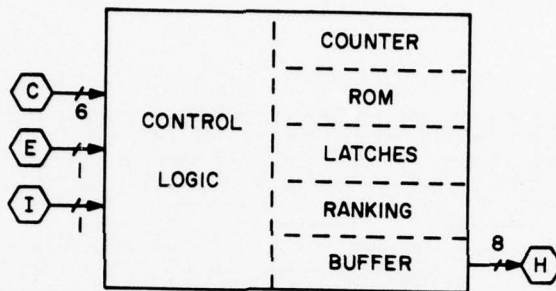 COUNTER
C
6
ROM
CONTROL
E
1
LATCHES
LOGIC
I
1
RANKING
8
BUFFER
H